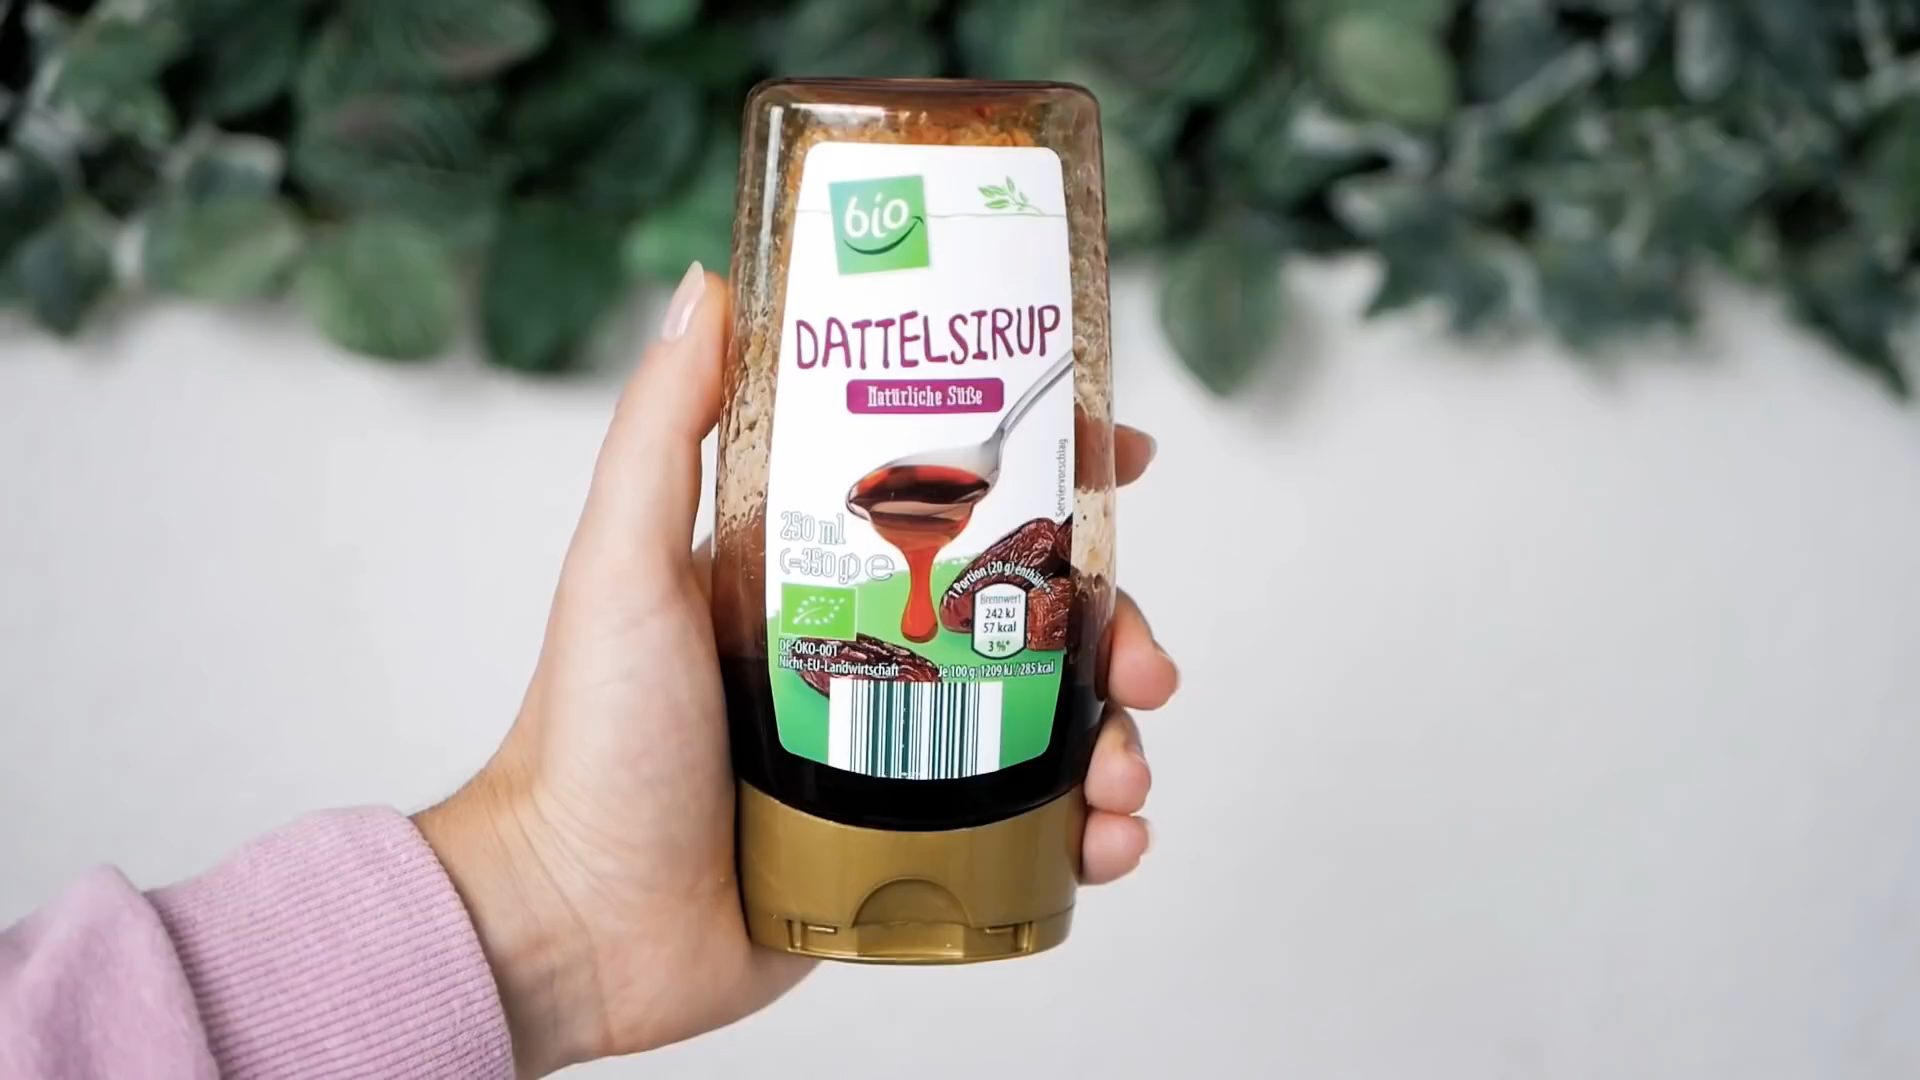 bio
DATTELSIRUP
Natürliche Süße
Serviervorschlag
250 ml
(=350 g) e
1 Portion (20 g) enthält*
Brennwert
242 kJ
57 kcal
3 %*
DE-ÖKO-001
Nicht-EU-Landwirtschaft
Je 100 g: 1209 kJ / 285 kcal